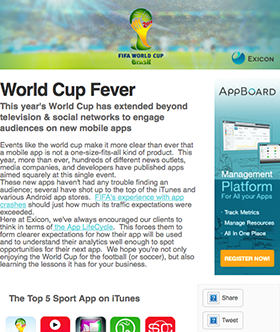 FIFA WORLD CUP
Brasil
EXICON
World Cup Fever
This year's World Cup has extended beyond
television & social networks to engage
audiences on new mobile apps
Events like the world cup make it more clear than ever that
a mobile app is not a one-size-fits-all kind of product. This
year, more than ever, hundreds of different news outlets,
media companies, and developers have published apps
aimed squarely at this single event.
These new apps haven't had any trouble finding an
audience; several have shot up to the top of the iTunes and
various Android app stores. FIFA's experience with app
crashes should just how much its traffic expectations were
exceeded.
Here at Exicon, we've always encouraged our clients to
think in terms of the App LifeCycle. This forces them to
form clearer expectations for how their app will be used
and to understand their analytics well enough to spot
opportunities for their next app. We hope you're not only
enjoying the World Cup for the football (or soccer), but also
learning the lessons it has for your business.
The Top 5 Sport App on iTunes
APPBOARD
Management
Platform
For All your Apps
Track Metrics
Manage Resources
All In One Place
REGISTER NOW!
Share
Tweet